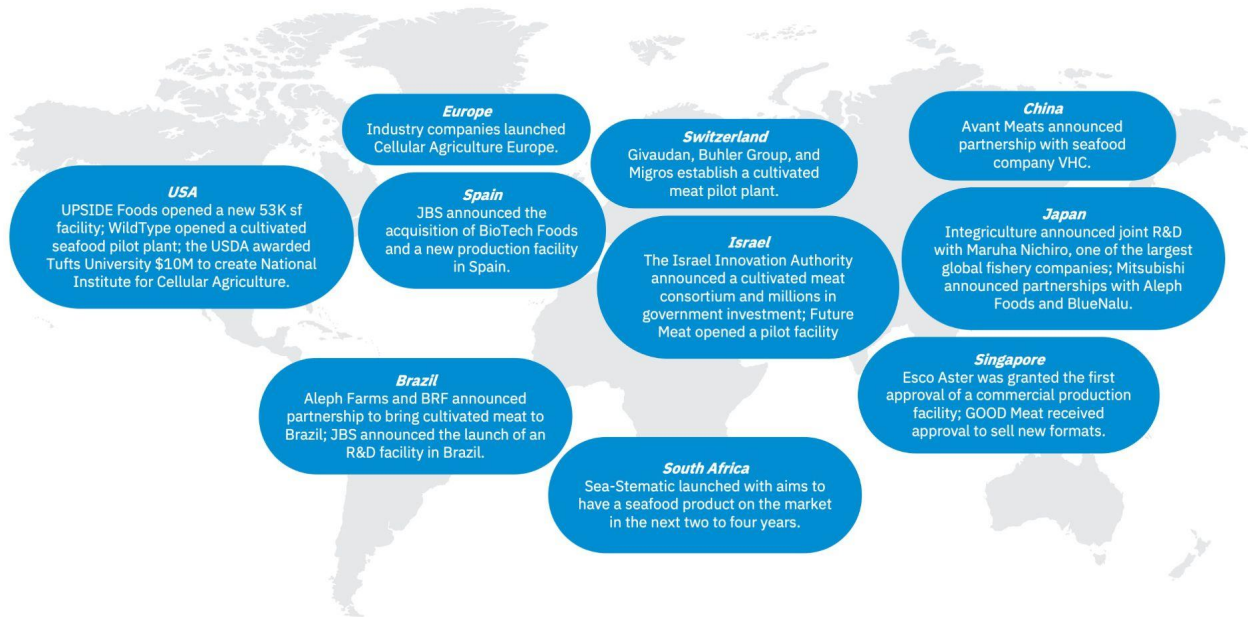 Europe
Industry companies launched
Cellular Agriculture Europe.
Switzerland
Givaudan, Buhler Group, and
Migros establish a cultivated
meat pilot plant.
China
Avant Meats announced
partnership with seafood
company VHC.
USA
UPSIDE Foods opened a new 53K sf
facility; WildType opened a cultivated
seafood pilot plant; the USDA awarded
Tufts University $10M to create National
Institute for Cellular Agriculture.
Spain
JBS announced the
acquisition of BioTech Foods
and a new production facility
in Spain.
Israel
The Israel Innovation Authority
announced a cultivated meat
consortium and millions in
government investment; Future
Meat opened a pilot facility
Japan
Integriculture announced joint R&D
with Maruha Nichiro, one of the largest
global fishery companies; Mitsubishi
announced partnerships with Aleph
Foods and BlueNalu.
Brazil
Aleph Farms and BRF announced
partnership to bring cultivated meat to
Brazil; JBS announced the launch of an
R&D facility in Brazil.
Singapore
Esco Aster was granted the first
approval of a commercial production
facility; GOOD Meat received
approval to sell new formats.
South Africa
Sea-Stematic launched with aims to
have a seafood product on the market
in the next two to four years.